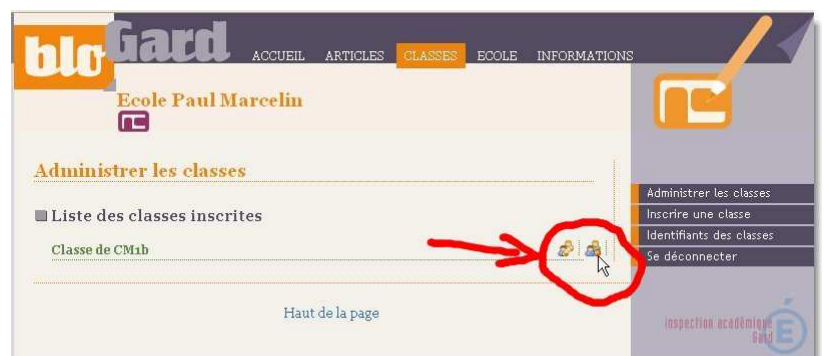 bloGard
ACCUEIL ARTICLES CLASSES ECOLE INFORMATIONS
Ecole Paul Marcelin
Administrer les classes
Liste des classes inscrites
Classe de CM1b
Haut de la page
Administrer les classes
Inscrire une classe
Identifiants des classes
Se déconnecter
inspection académique
Gard
É